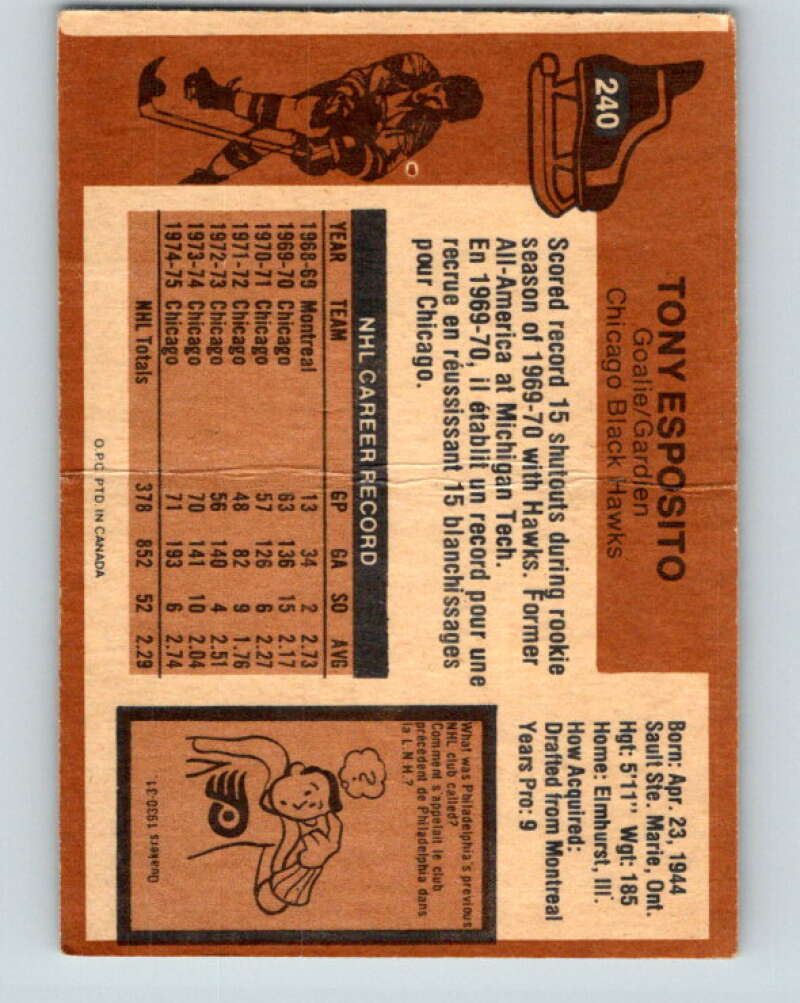 240
TONY ESPOSITO
Goalie/Gardien
Chicago Black Hawks
Born: Apr. 23, 1944
Sault Ste. Marie, Ont.
Hgt: 5'11" Wgt: 185
Home: Elmhurst, Ill.
How Acquired:
Drafted from Montreal
Years Pro: 9
Scored record 15 shutouts during rookie
season of 1969-70 with Hawks. Former
All-America at Michigan Tech.
En 1969-70, il établit un record pour une
recrue en réussissant 15 blanchissages
pour Chicago.
NHL CAREER RECORD
YEAR TEAM GP GA SO AVG
1968-69 Montreal 13 34 2 2.73
1969-70 Chicago 63 136 15 2.17
1970-71 Chicago 57 126 6 2.27
1971-72 Chicago 48 82 9 1.76
1972-73 Chicago 56 140 4 2.51
1973-74 Chicago 70 141 10 2.04
1974-75 Chicago 71 193 6 2.74
NHL Totals 378 852 52 2.29
What was Philadelphia's previous
NHL club called?
Comment s'appelait le club
précédent de Philadelphia dans
la L.N.H.?
?
Quakers 1930-31.
O.P.C. PTD. IN CANADA